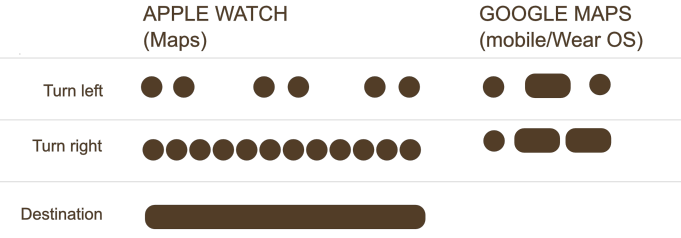 APPLE WATCH
(Maps)
GOOGLE MAPS
(mobile/Wear OS)
Turn left
Turn right
Destination